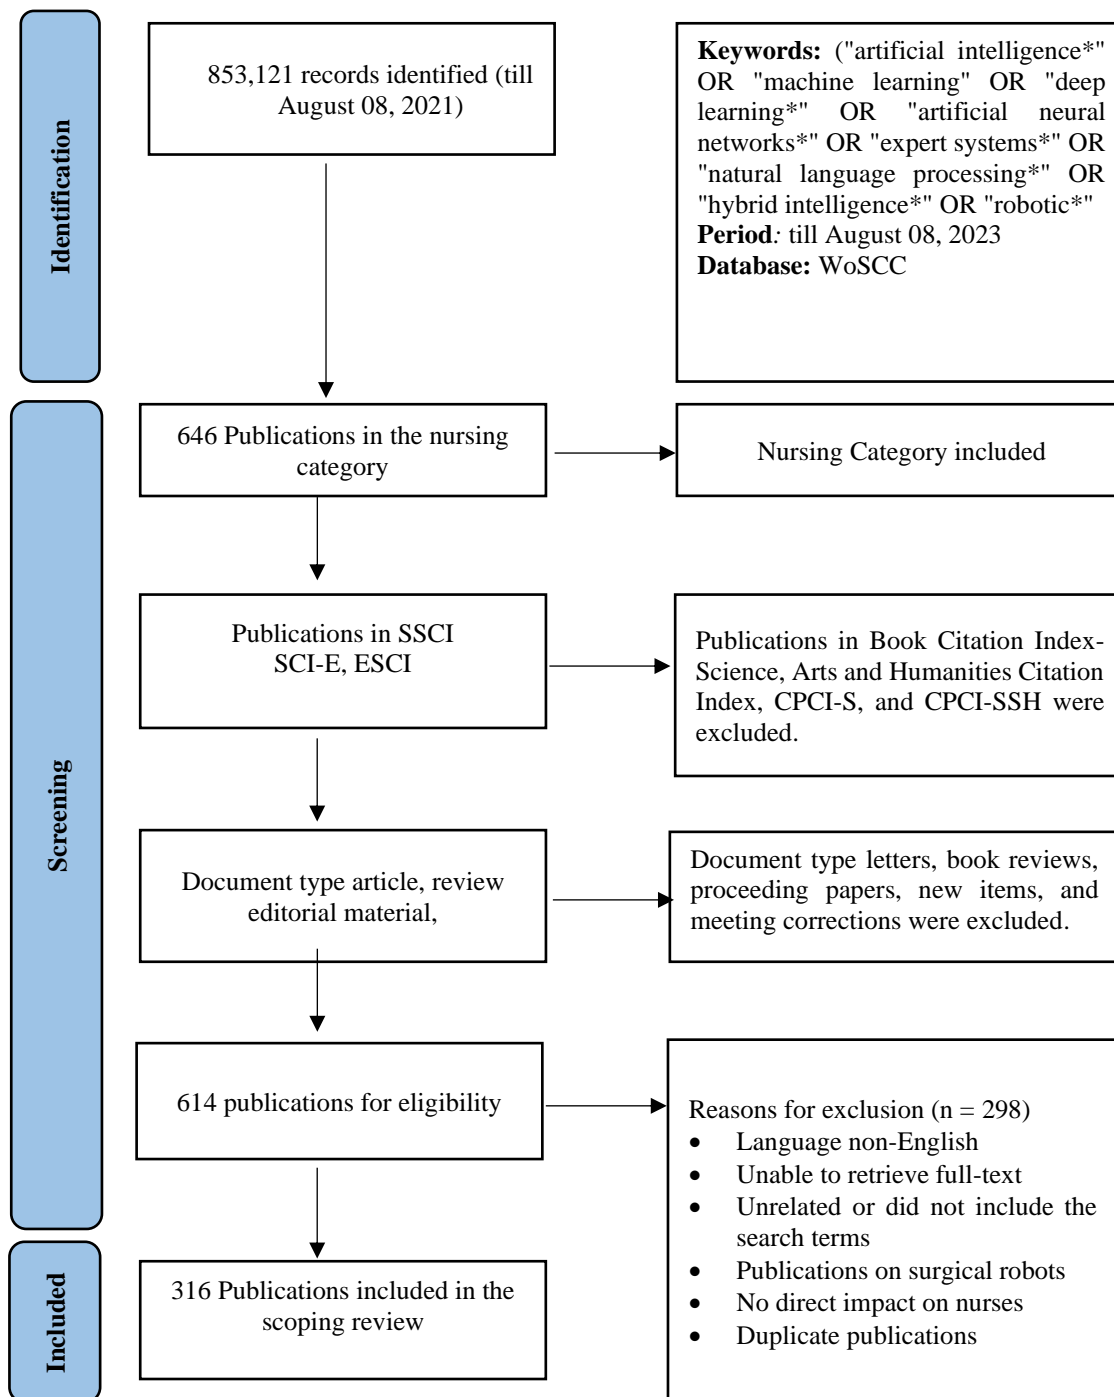 Identification
853,121 records identified (till
August 08, 2021)
Keywords: ("artificial intelligence*"
OR "machine learning" OR "deep
learning*" OR "artificial neural
networks*" OR "expert systems*" OR
"natural language processing*" OR
"hybrid intelligence*" OR "robotic*"
Period: till August 08, 2023
Database: WoSCC
Screening
646 Publications in the nursing
category
Nursing Category included
Publications in SSCI
SCI-E, ESCI
Publications in Book Citation Index-
Science, Arts and Humanities Citation
Index, CPCI-S, and CPCI-SSH were
excluded.
Document type article, review
editorial material,
Document type letters, book reviews,
proceeding papers, new items, and
meeting corrections were excluded.
614 publications for eligibility
Reasons for exclusion (n = 298)
• Language non-English
• Unable to retrieve full-text
• Unrelated or did not include the
search terms
• Publications on surgical robots
• No direct impact on nurses
• Duplicate publications
Included
316 Publications included in the
scoping review